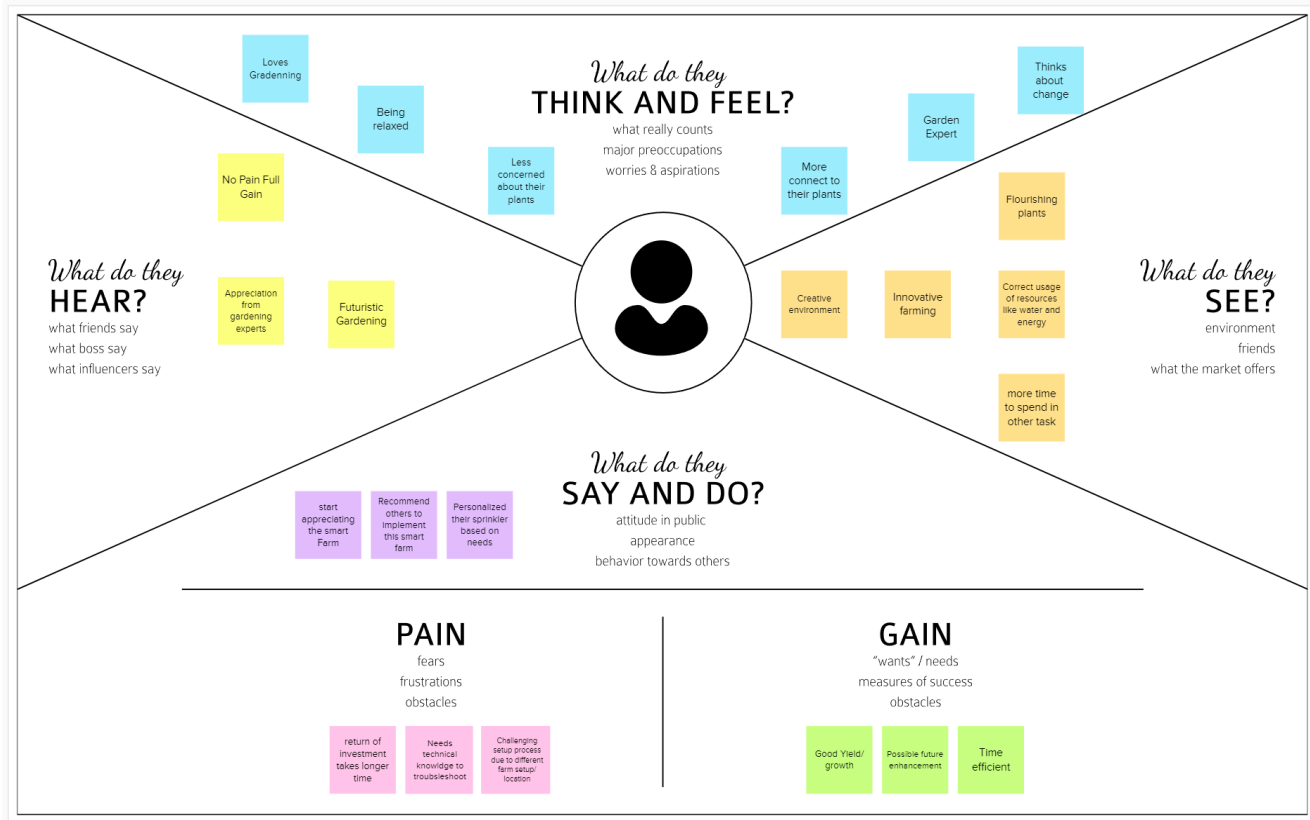 What do they
THINK AND FEEL?
what really counts
major preoccupations
worries & aspirations
Loves
Gradenning
Being
relaxed
Less
concerned
about their
plants
More
connect to
their plants
Garden
Expert
Thinks
about
change
What do they
HEAR?
what friends say
what boss say
what influencers say
No Pain Full
Gain
Appreciation
from
gardening
experts
Futuristic
Gardening
What do they
SEE?
environment
friends
what the market offers
Flourishing
plants
Creative
environment
Innovative
farming
Correct usage
of resources
like water and
energy
more time
to spend in
other task
What do they
SAY AND DO?
attitude in public
appearance
behavior towards others
start
appreciating
the smart
Farm
Recommend
others to
implement
this smart
farm
Personalized
their sprinkler
based on
needs
PAIN
fears
frustrations
obstacles
return of
investment
takes longer
time
Needs
technical
knowldge to
troubleshoot
Challenging
setup process
due to different
farm setup/
location
GAIN
“wants” / needs
measures of success
obstacles
Good Yield/
growth
Possible future
enhancement
Time
efficient